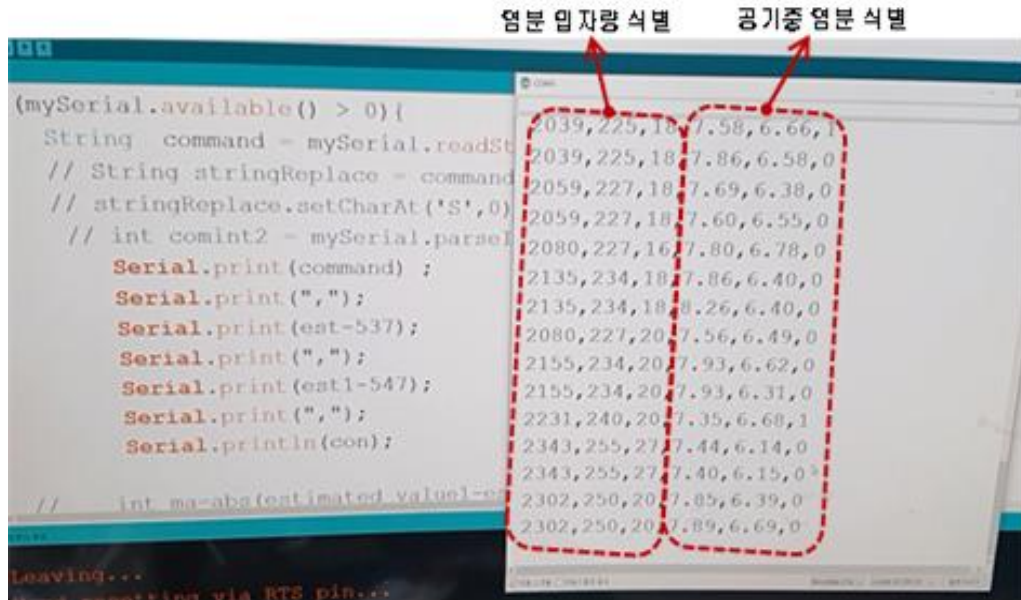 염분 입자량 식별
공기중 염분 식별
(mySerial.available() > 0){
String command = mySerial.readSt
// String stringReplace = command
// stringReplace.setCharAt('S',0)
// int comint2 = mySerial.parseI
Serial.print(command) ;
Serial.print(",");
Serial.print(est-537);
Serial.print(",");
Serial.print(est1-547);
Serial.print(",");
Serial.println(con);
// int ma=abs(estimated_value1-es
Leaving...
resetting via RTS pin...
2039,225,18,7.58,6.66,1
2039,225,18,7.86,6.58,0
2059,227,18,7.69,6.38,0
2059,227,18,7.60,6.55,0
2080,227,16,7.80,6.78,0
2135,234,18,7.86,6.40,0
2135,234,18,8.26,6.40,0
2080,227,20,7.56,6.49,0
2155,234,20,7.93,6.62,0
2155,234,20,7.93,6.31,0
2231,240,20,7.35,6.68,1
2343,255,27,7.44,6.14,0
2343,255,27,7.40,6.15,0
2302,250,20,7.85,6.39,0
2302,250,20,7.89,6.69,0